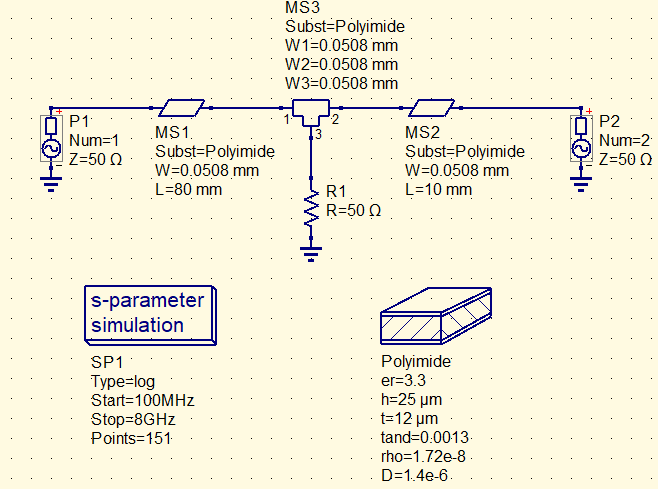 MS3
Subst=Polyimide
W1=0.0508 mm
W2=0.0508 mm
W3=0.0508 mm
P1
Num=1
Z=50 Ω
MS1
Subst=Polyimide
W=0.0508 mm
L=80 mm
1
2
3
MS2
Subst=Polyimide
W=0.0508 mm
L=10 mm
P2
Num=2
Z=50 Ω
R1
R=50 Ω
s-parameter
simulation
SP1
Type=log
Start=100MHz
Stop=8GHz
Points=151
Polyimide
er=3.3
h=25 µm
t=12 µm
tand=0.0013
rho=1.72e-8
D=1.4e-6